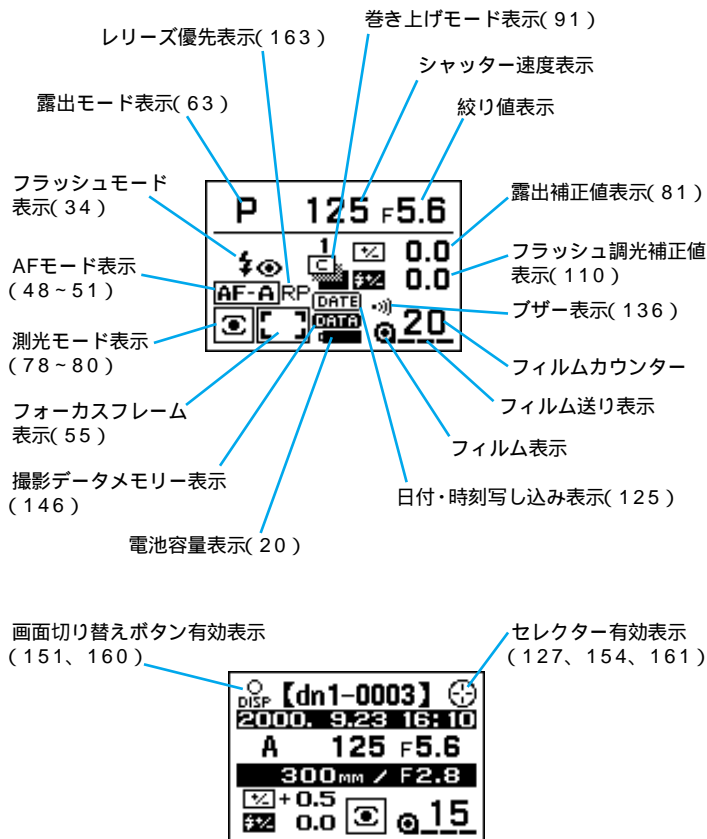 巻き上げモード表示(91)
レリーズ優先表示(163)
シャッター速度表示
露出モード表示(63)
絞り値表示
フラッシュモード
表示(34)
露出補正値表示(81)
フラッシュ調光補正値
表示(110)
AFモード表示
(48~51)
ブザー表示(136)
測光モード表示
(78~80)
フィルムカウンター
フォーカスフレーム
表示(55)
フィルム送り表示
フィルム表示
撮影データメモリー表示
(146)
日付・時刻写し込み表示(125)
電池容量表示(20)
P 125 F5.6
1
C
+/- 0.0
+/- 0.0
AF-A RP
DATE
DATA
20
画面切り替えボタン有効表示
(151、160)
セレクター有効表示
(127、154、161)
DISP 【dn1-0003】
2000. 9.23 16:10
A 125 F5.6
300mm / F2.8
+/- +0.5
+/- 0.0
15